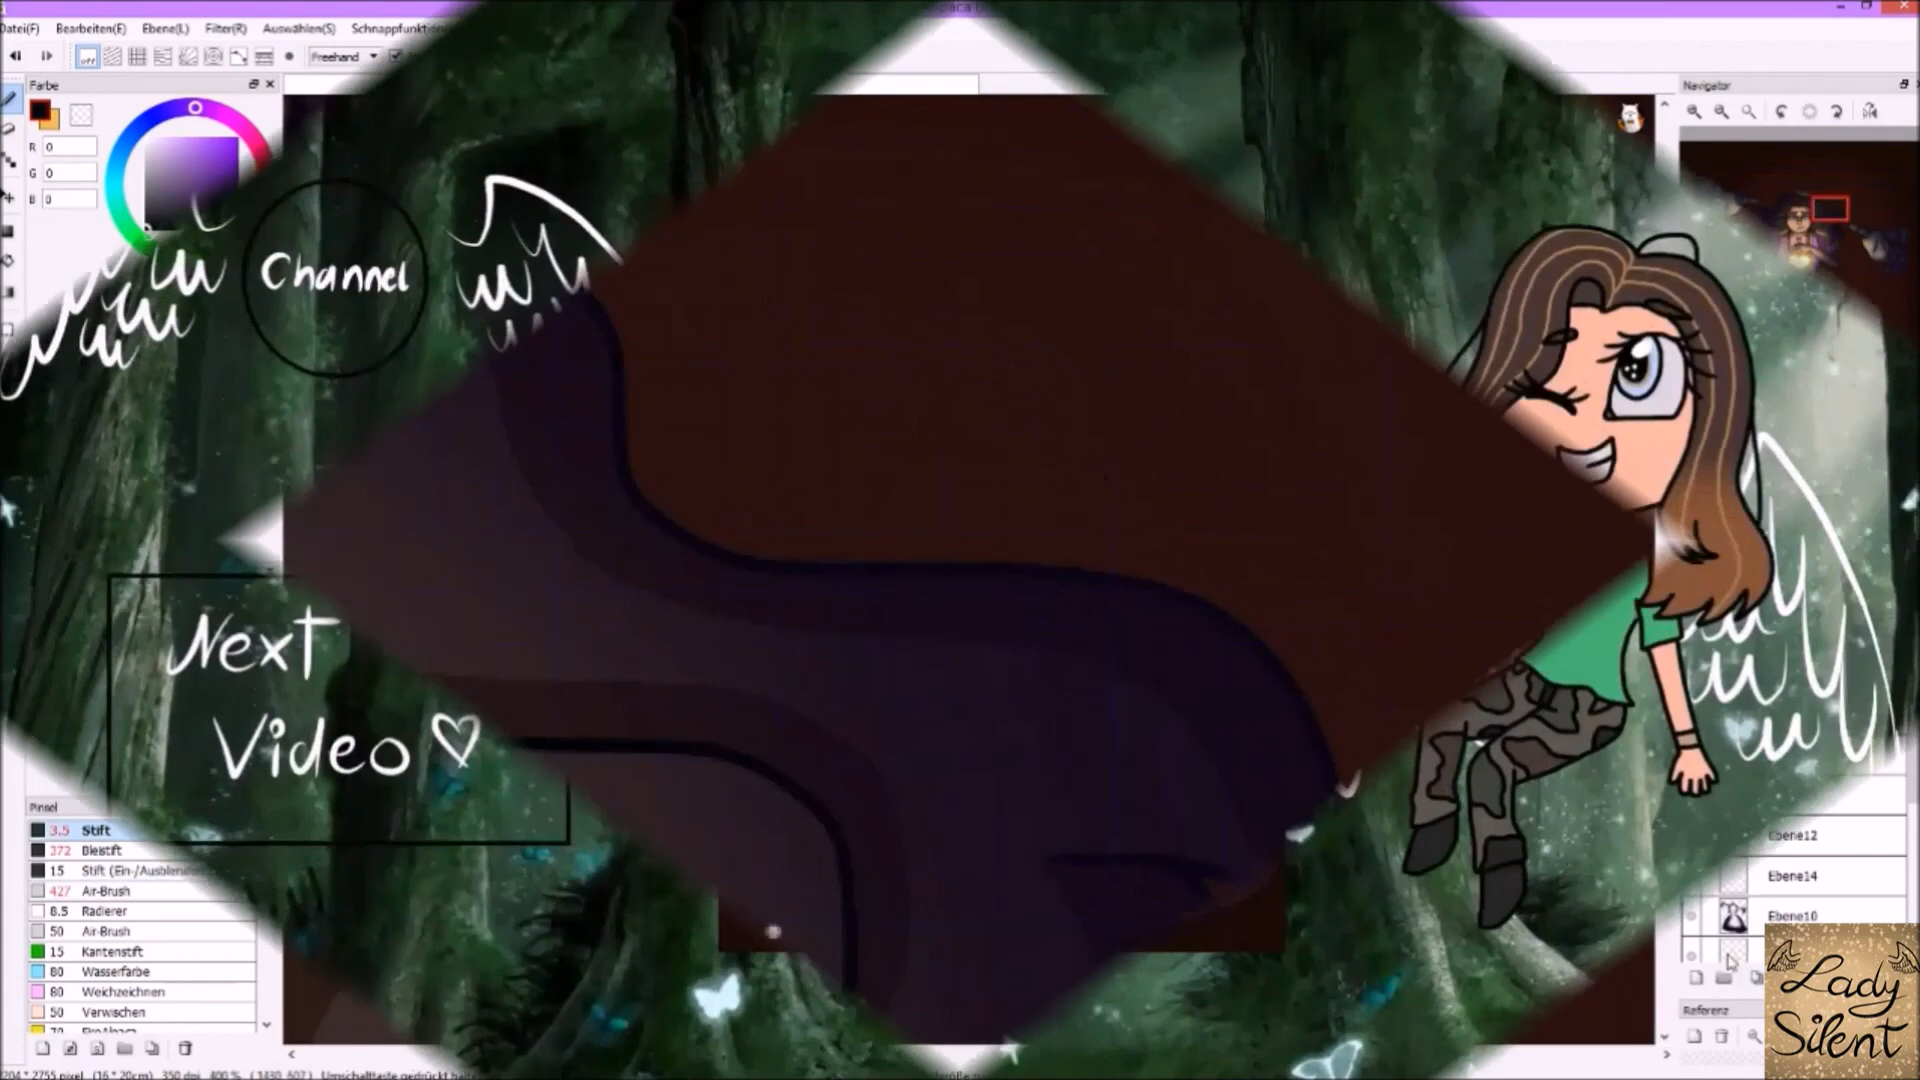 Datei(F) Bearbeiten(E) Ebene(L) Filter(R) Auswählen(S)
off Freehand
Farbe
Navigator
R 0
G 0
B 0
Channel
Next
Video ♡
Pinsel
3.5 Stift
372 Bleistift
15 Stift (Ein-/Ausblenden
427 Air-Brush
8.5 Radierer
50 Air-Brush
15 Kantenstift
80 Wasserfarbe
80 Weichzeichnen
50 Verwischen
Ebene12
Ebene14
Ebene10
Referenz
Lady
Silent